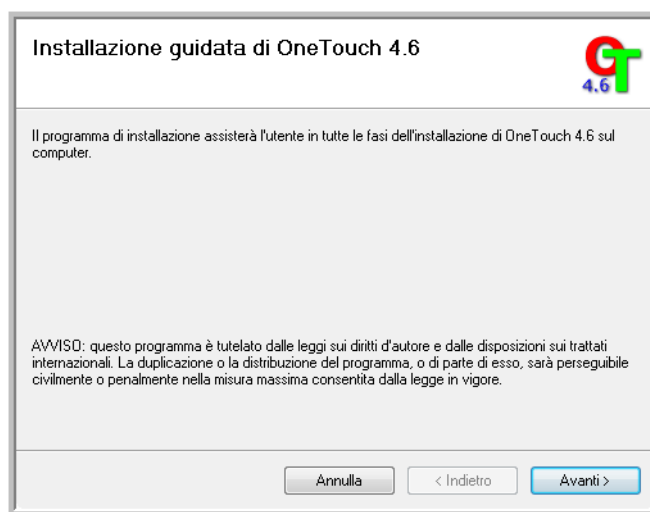 Installazione guidata di OneTouch 4.6
OT
4.6
Il programma di installazione assisterà l'utente in tutte le fasi dell'installazione di OneTouch 4.6 sul
computer.
AVVISO: questo programma è tutelato dalle leggi sui diritti d'autore e dalle disposizioni sui trattati
internazionali. La duplicazione o la distribuzione del programma, o di parte di esso, sarà perseguibile
civilmente o penalmente nella misura massima consentita dalla legge in vigore.
Annulla
< Indietro
Avanti >